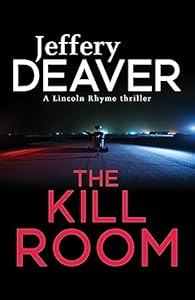 Jeffery
DEAVER
A Lincoln Rhyme thriller
THE
KILL
ROOM